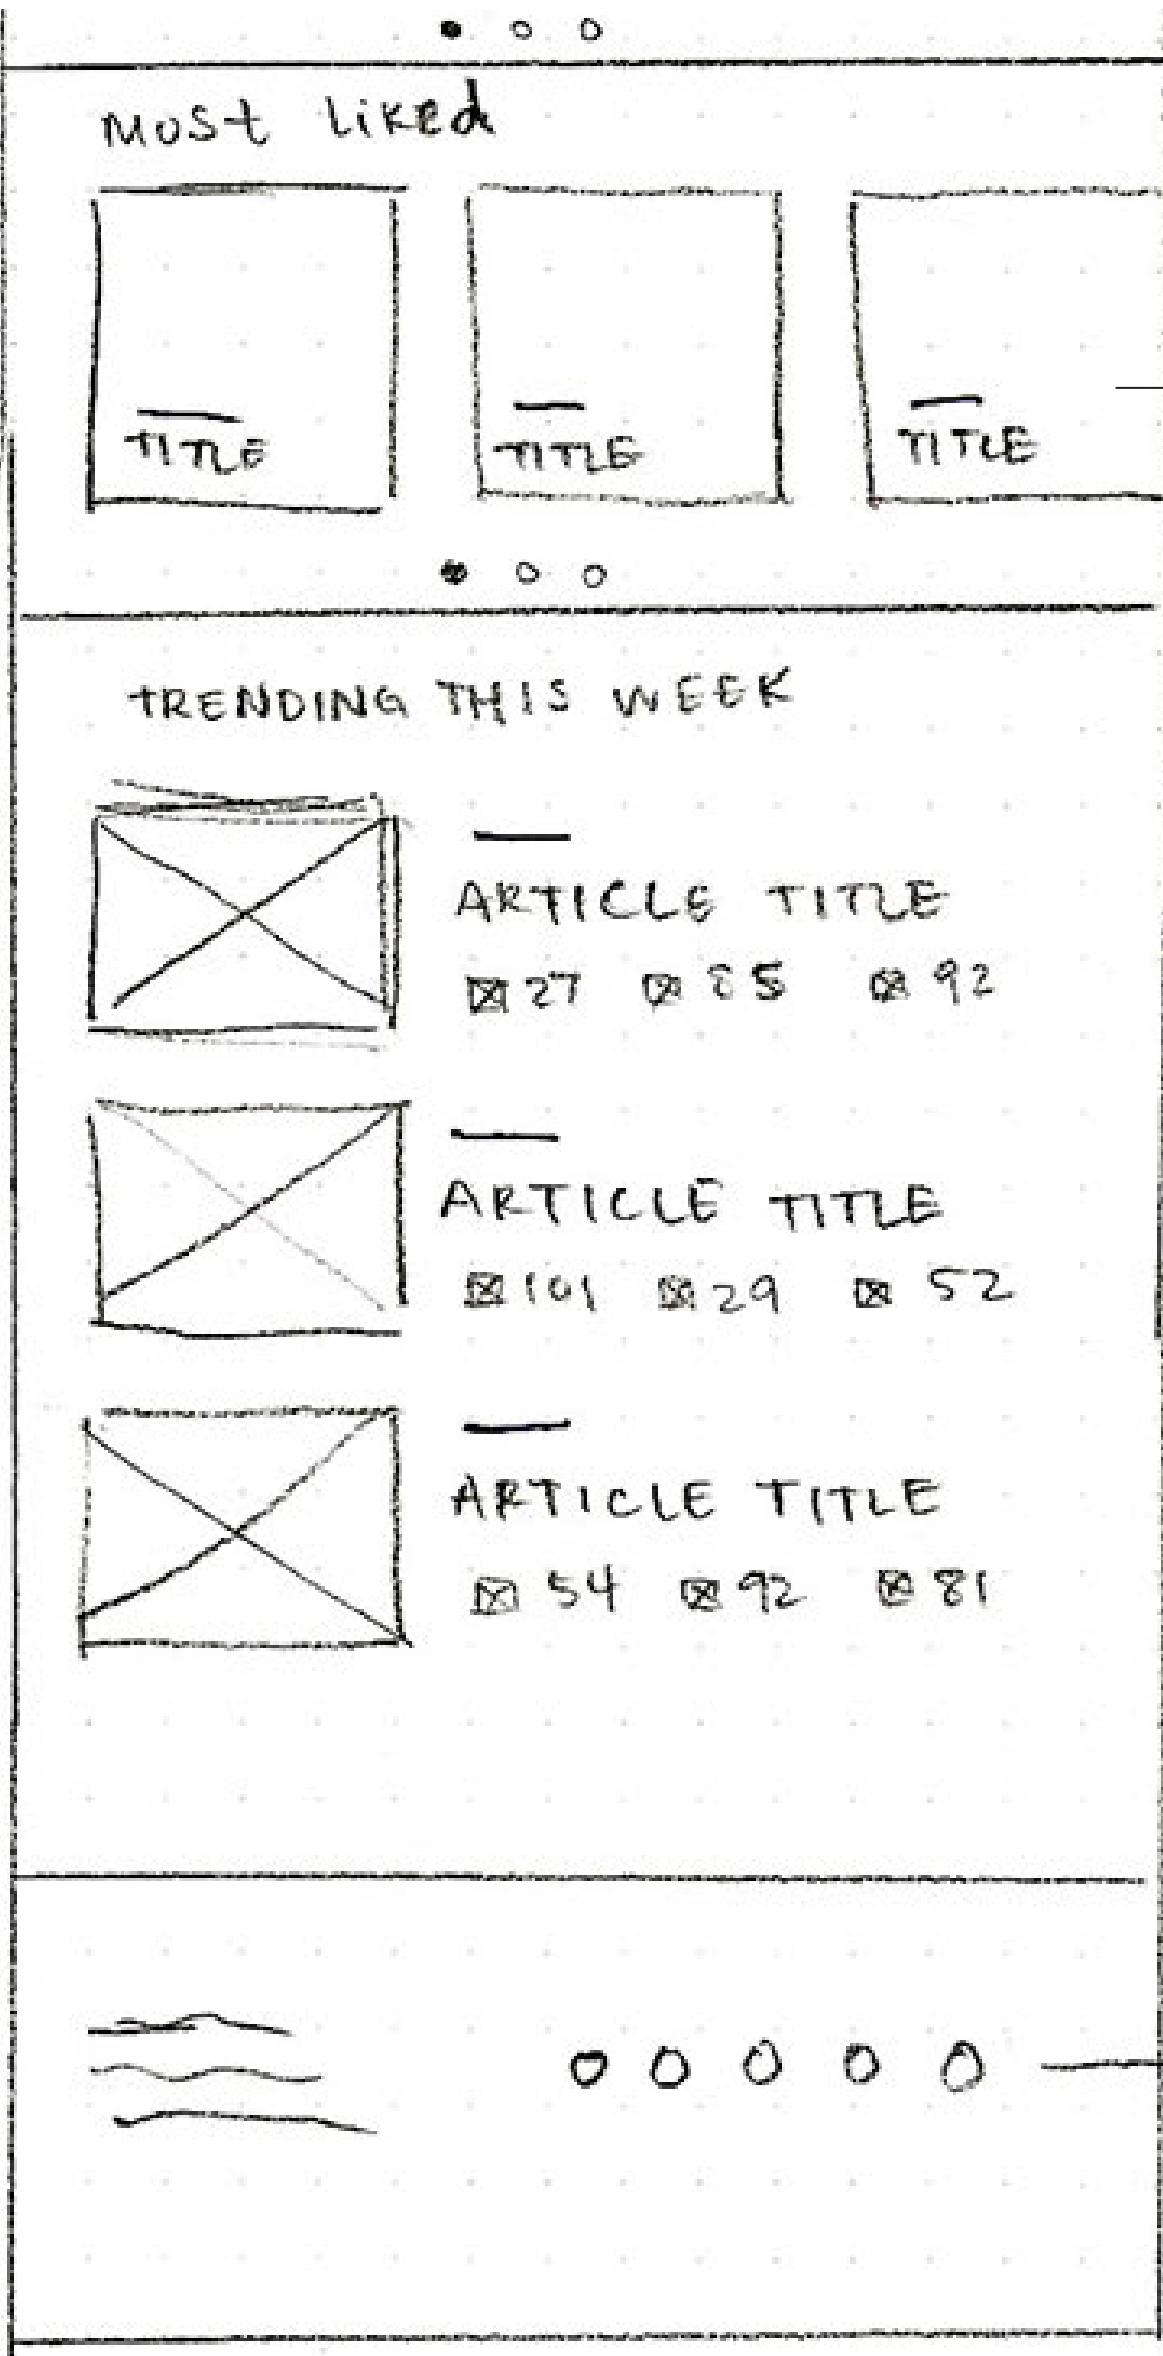 Most Liked
TITLE TITLE TITLE
TRENDING THIS WEEK
ARTICLE TITLE
27 85 92
ARTICLE TITLE
101 29 52
ARTICLE TITLE
54 92 81